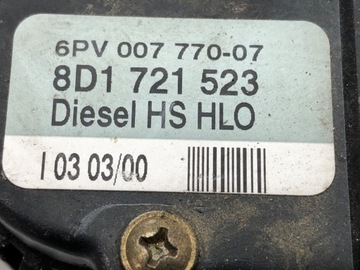 6PV 007 770-07
8D1 721 523
Diesel HS HLO
I 03 03/00